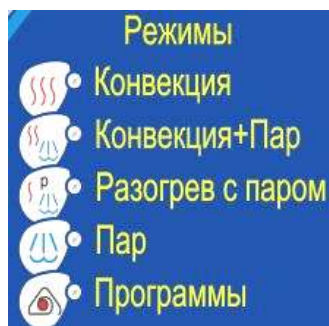 Режимы
Конвекция
Конвекция+Пар
P
Разогрев с паром
Пар
Программы